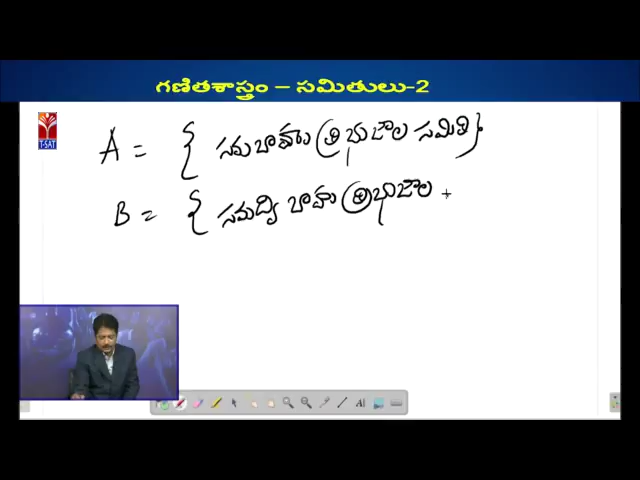 గణితశాస్త్రం – సమితులు-2
T-SAT
A = { సమబాహు త్రిభుజాల సమితి}
B = { సమద్వి బాహు త్రిభుజాల